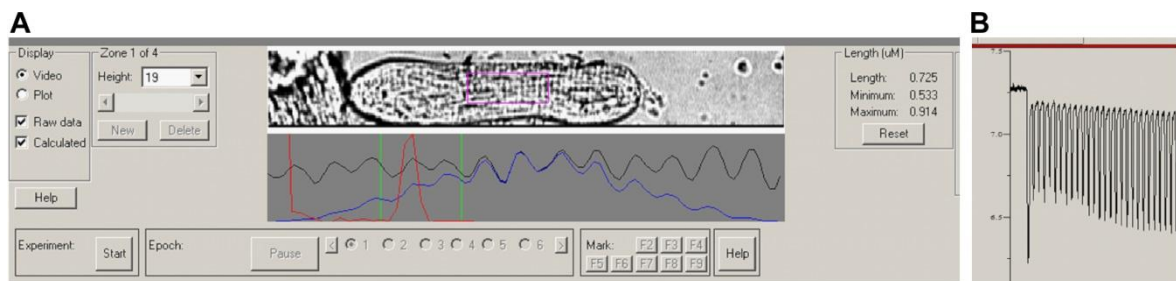 A
Display
Video
Plot
Raw data
Calculated
Help
Zone 1 of 4
Height: 19
New Delete
Length (uM)
Length: 0.725
Minimum: 0.533
Maximum: 0.914
Reset
Experiment: Start
Epoch: Pause < 1 2 3 4 5 6 >
Mark: F2 F3 F4
F5 F6 F7 F8 F9
Help
B
7.5
7.0
6.5